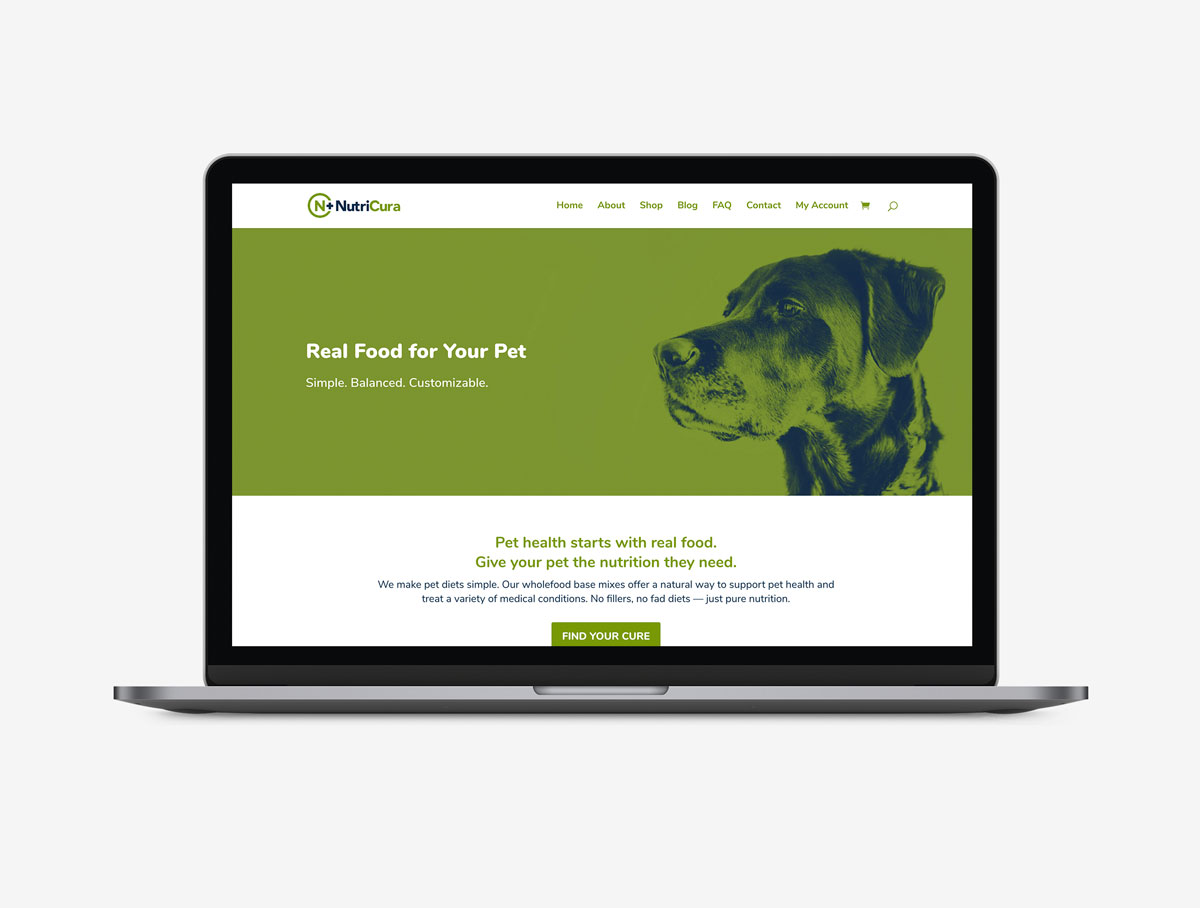 N+ NutriCura
Home About Shop Blog FAQ Contact My Account
Real Food for Your Pet
Simple. Balanced. Customizable.
Pet health starts with real food.
Give your pet the nutrition they need.
We make pet diets simple. Our wholefood base mixes offer a natural way to support pet health and
treat a variety of medical conditions. No fillers, no fad diets — just pure nutrition.
FIND YOUR CURE